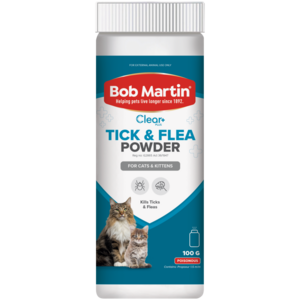 Bob Martin®
Helping pets live longer since 1892.
Clear+
TICK & FLEA
POWDER
FOR CATS & KITTENS
Kills Ticks
& Fleas
100 G